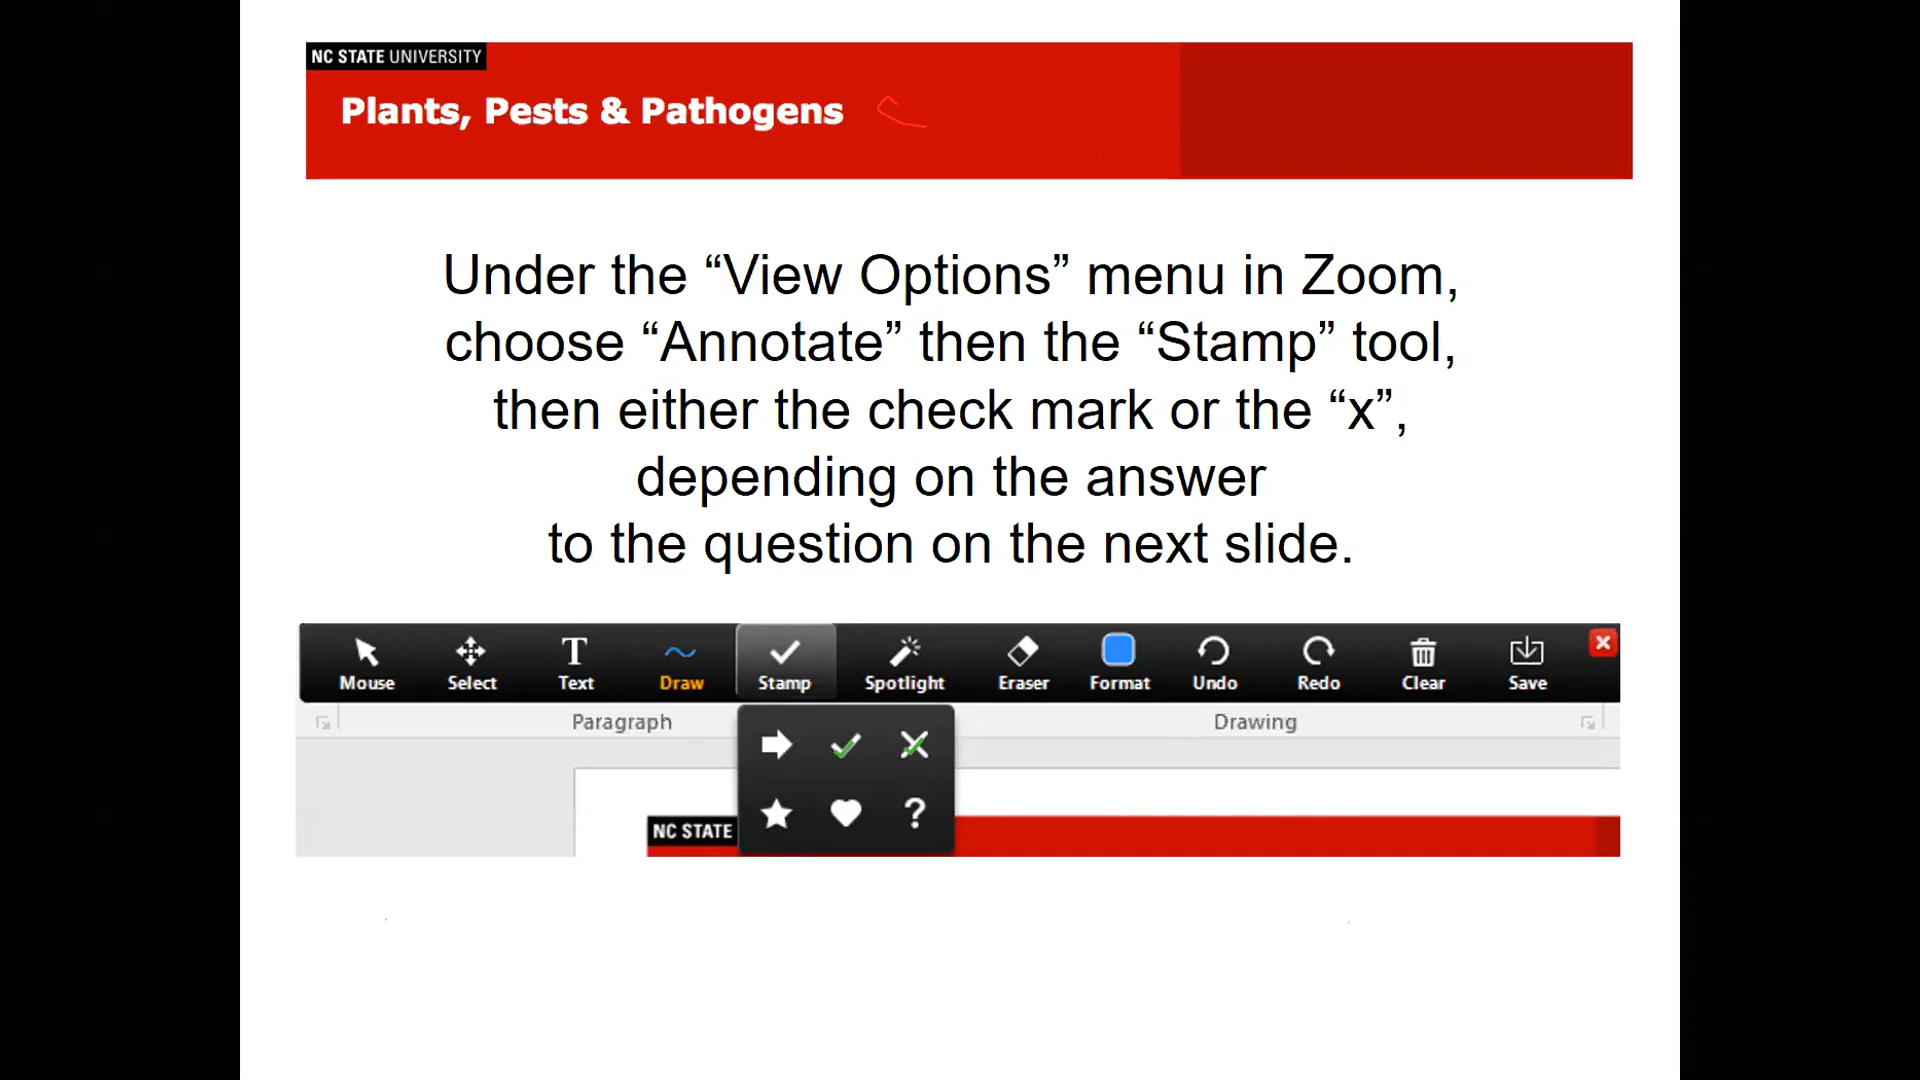 NC STATE UNIVERSITY
Plants, Pests & Pathogens
Under the “View Options” menu in Zoom,
choose “Annotate” then the “Stamp” tool,
then either the check mark or the “x”,
depending on the answer
to the question on the next slide.
Mouse Select Text Draw Stamp Spotlight Eraser Format Undo Redo Clear Save
Paragraph Drawing
NC STATE